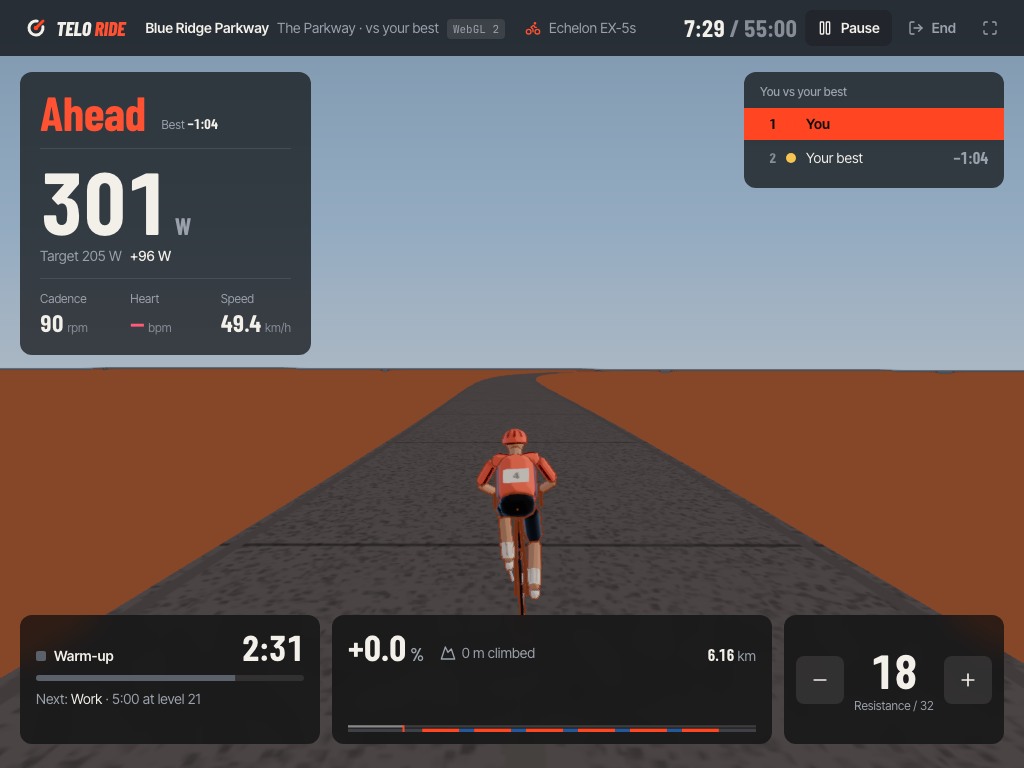 TELO RIDE Blue Ridge Parkway The Parkway · vs your best WebGL 2 Echelon EX-5s 7:29 / 55:00 Pause End
Ahead Best −1:04
301 W
Target 205 W +96 W
Cadence Heart Speed
90 rpm – bpm 49.4 km/h
You vs your best
1 You
2 Your best −1:04
4
Warm-up 2:31
Next: Work · 5:00 at level 21
+0.0 % 0 m climbed 6.16 km
− 18 +
Resistance / 32